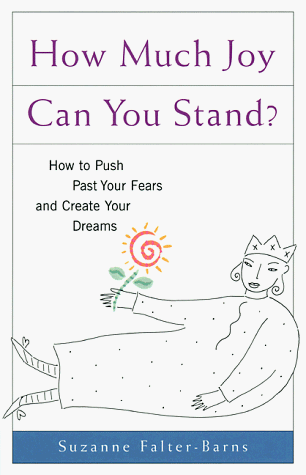 How Much Joy
Can You Stand?
How to Push
Past Your Fears
and Create Your
Dreams
Suzanne Falter-Barns